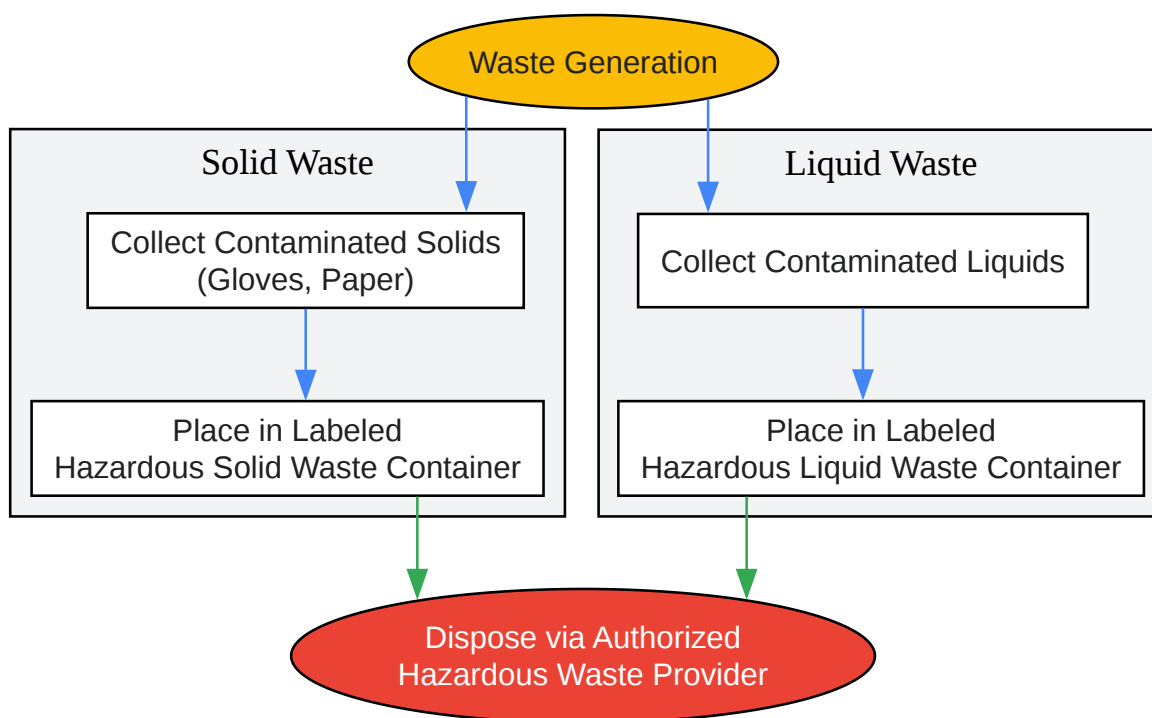 Waste Generation
Solid Waste
Collect Contaminated Solids
(Gloves, Paper)
Place in Labeled
Hazardous Solid Waste Container
Liquid Waste
Collect Contaminated Liquids
Place in Labeled
Hazardous Liquid Waste Container
Dispose via Authorized
Hazardous Waste Provider